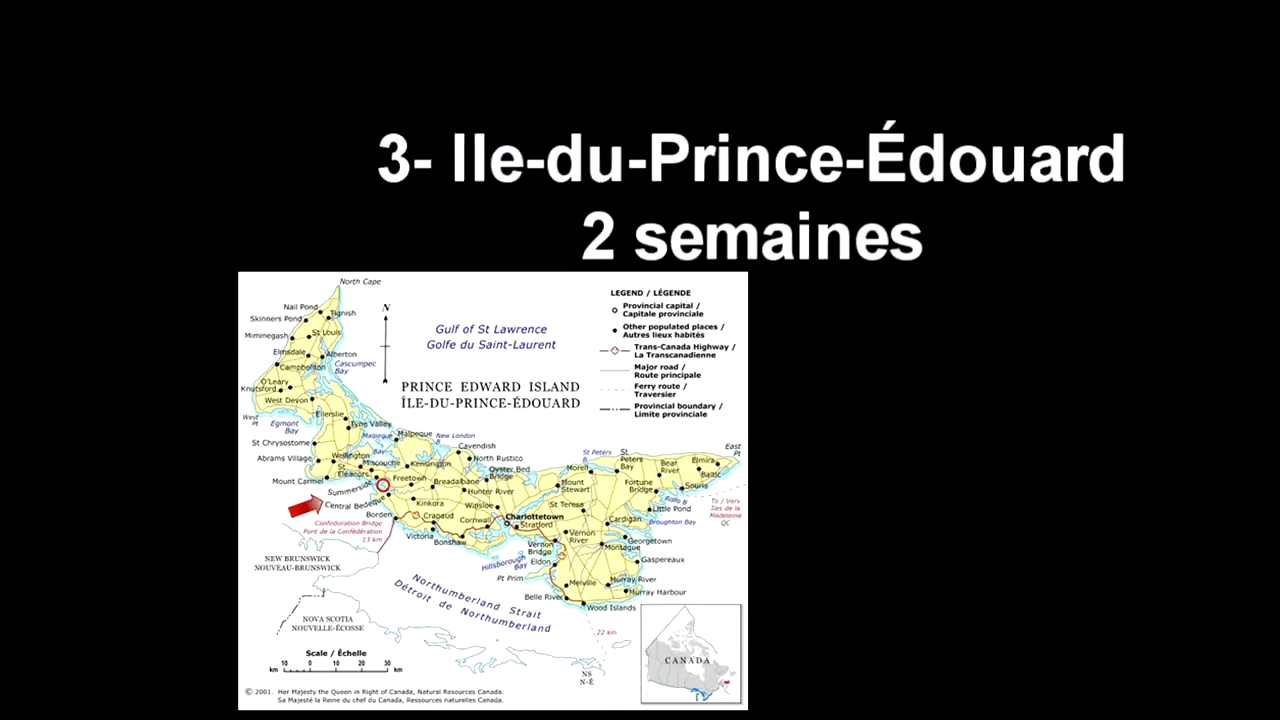 3- Ile-du-Prince-Édouard
2 semaines
North Cape
Nail Pond
Tignish
Skinners Pond
St Louis
Miminegash
Elmsdale
Alberton
Cascumpec
Bay
Campbellton
O'Leary
Knutsford
West Devon
West
Pt
Egmont
Bay
Ellerslie
Tyne Valley
Malpeque
Bay
Malpeque
New London
B
Cavendish
North Rustico
St Chrysostome
Abrams Village
Wellington
Miscouche
St
Eleanors
Kensington
Mount Carmel
Summerside
Freetown
Breadalbane
Oyster Bed
Bridge
Hunter River
Central Bedeque
Kinkora
Winsloe
Borden
Crapaud
Cornwall
Charlottetown
Stratford
Victoria
Bonshaw
Confederation Bridge
Pont de la Confédération
13 km
Morell
St Peters
B
St
Peters
Bay
Bear
River
Elmira
East
Pt
Baltic
Mount
Stewart
Fortune
Bridge
Souris
Rollo B
St Teresa
Little Pond
Cardigan
Broughton Bay
To / Vers
Iles de la
Madeleine
QC
Vernon
River
Vernon
Bridge
Georgetown
Montague
Hillsborough
Bay
Eldon
Gaspereaux
Pt Prim
Melville
Murray River
Belle River
Murray Harbour
Wood Islands
22 km
N
Gulf of St Lawrence
Golfe du Saint-Laurent
PRINCE EDWARD ISLAND
ÎLE-DU-PRINCE-ÉDOUARD
LEGEND / LÉGENDE
Provincial capital /
Capitale provinciale
Other populated places /
Autres lieux habités
Trans-Canada Highway /
La Transcanadienne
Major road /
Route principale
Ferry route /
Traversier
Provincial boundary /
Limite provinciale
NEW BRUNSWICK
NOUVEAU-BRUNSWICK
Northumberland Strait
Détroit de Northumberland
NOVA SCOTIA
NOUVELLE-ÉCOSSE
NS
N-É
CANADA
Scale / Échelle
km 10 0 10 20 30 km
© 2001. Her Majesty the Queen in Right of Canada, Natural Resources Canada.
Sa Majesté la Reine du chef du Canada, Ressources naturelles Canada.